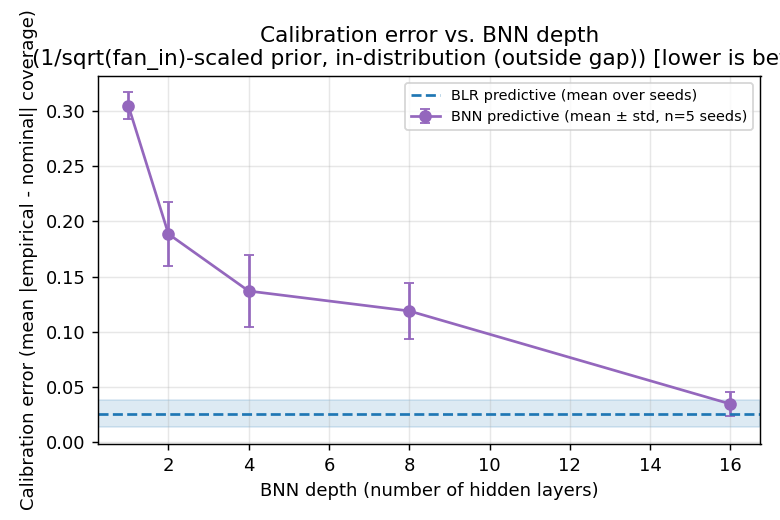 Calibration error vs. BNN depth
(1/sqrt(fan_in)-scaled prior, in-distribution (outside gap)) [lower is be
BLR predictive (mean over seeds)
BNN predictive (mean ± std, n=5 seeds)
Calibration error (mean |empirical - nominal| coverage)
0.30
0.25
0.20
0.15
0.10
0.05
0.00
2 4 6 8 10 12 14 16
BNN depth (number of hidden layers)